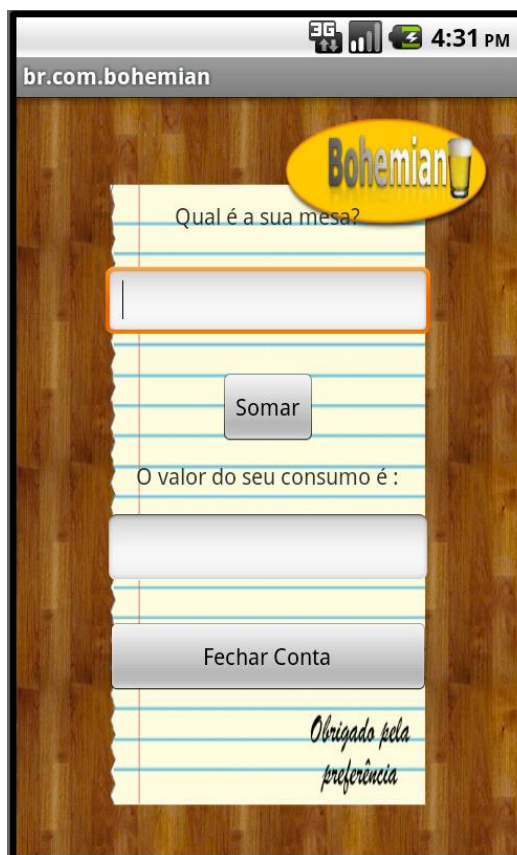 3G 4:31 PM
br.com.bohemian
Bohemian
Qual é a sua mesa?
Somar
O valor do seu consumo é :
Fechar Conta
Obrigado pela
preferência